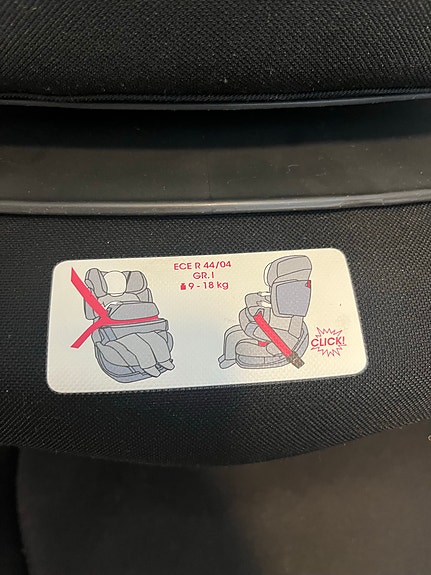 ECE R 44/04
GR. I
9 - 18 kg
CLICK!